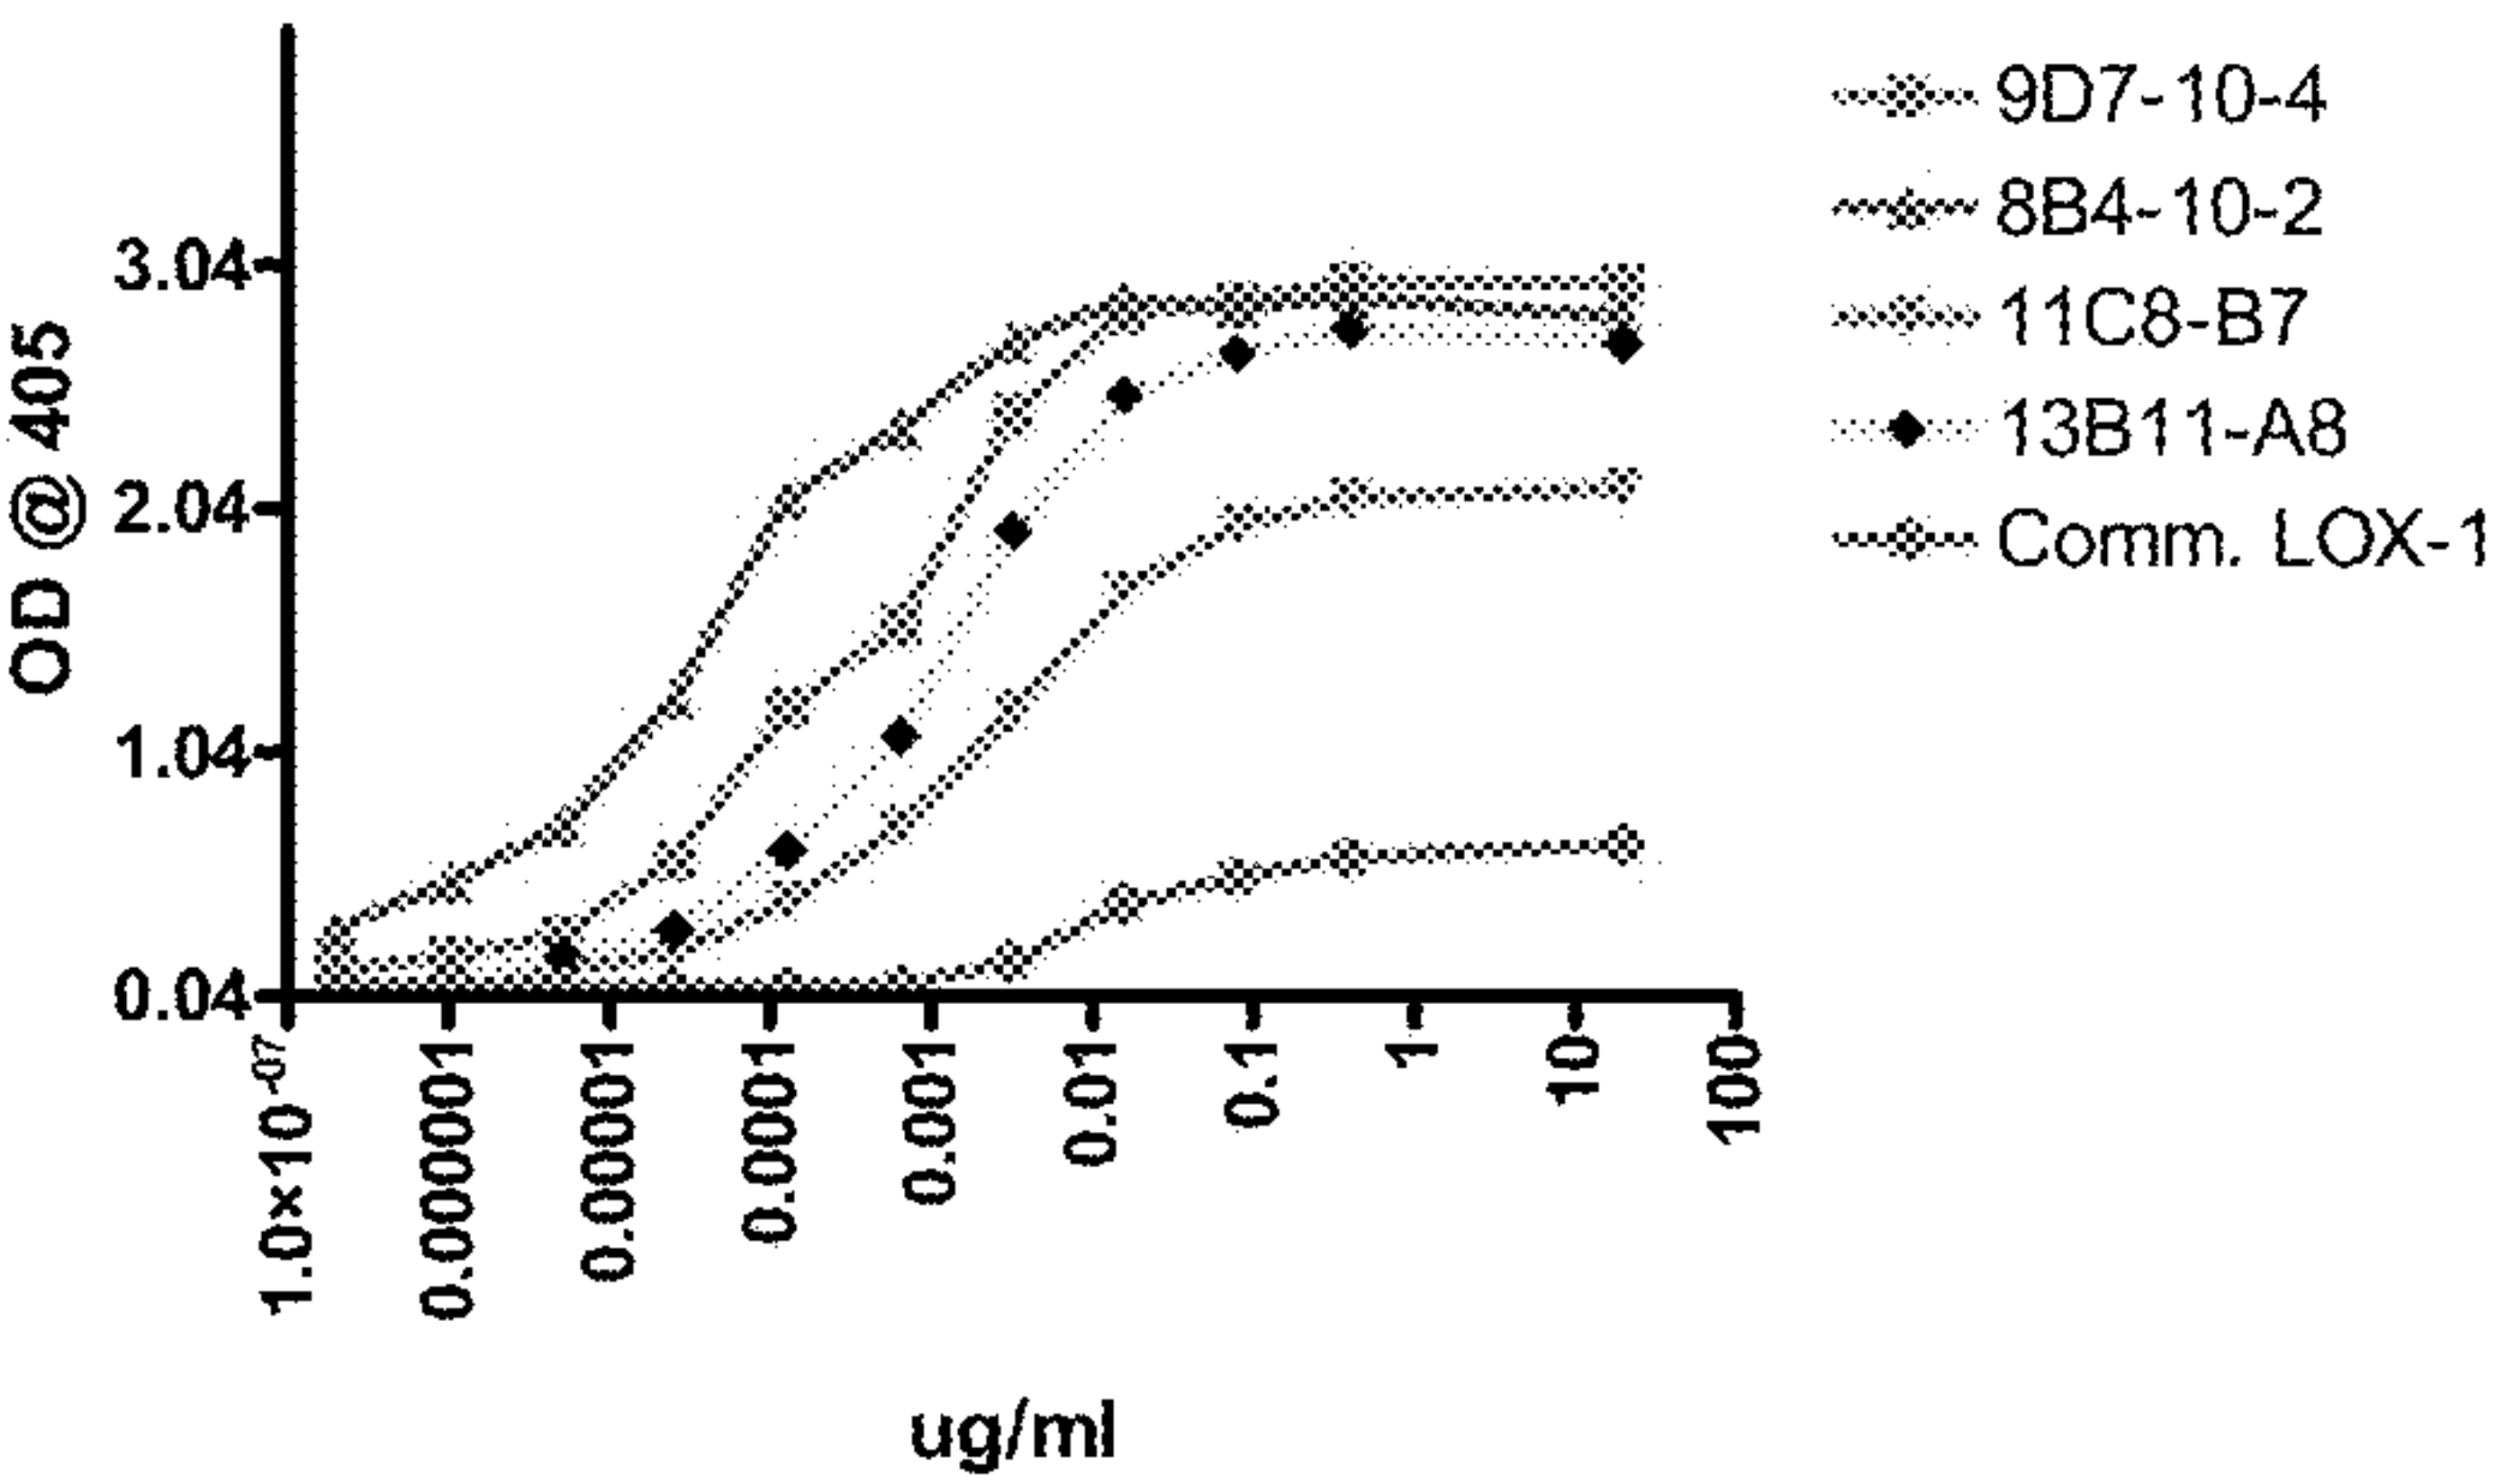 9D7-10-4
8B4-10-2
11C8-B7
13B11-A8
Comm. LOX-1
OD @ 405
3.04
2.04
1.04
0.04
1.0×10-07
0.000001
0.00001
0.0001
0.001
0.01
0.1
1
10
100
ug/ml